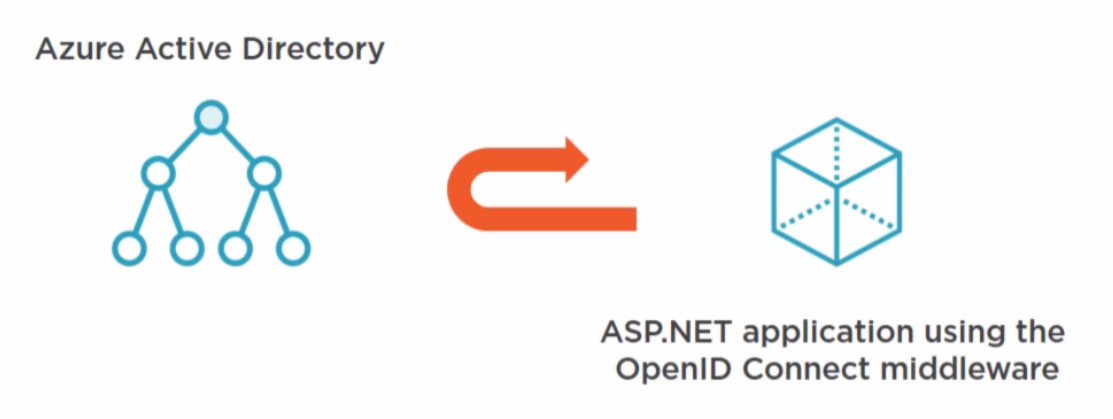 Azure Active Directory
ASP.NET application using the
OpenID Connect middleware